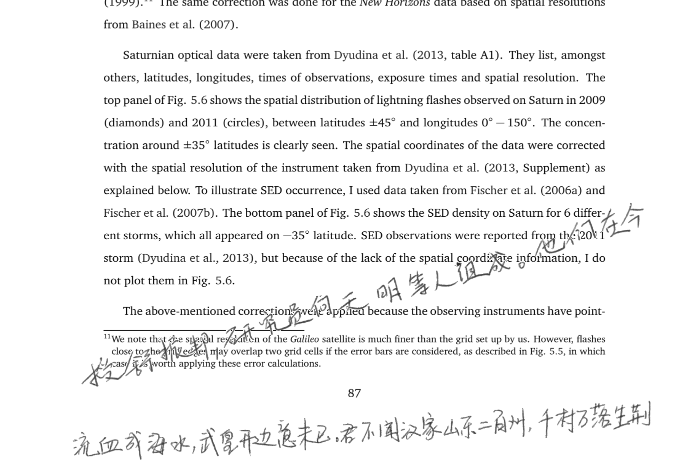 (1999).¹¹ The same correction was done for the New Horizons data based on spatial resolutions
from Baines et al. (2007).
Saturnian optical data were taken from Dyudina et al. (2013, table A1). They list, amongst
others, latitudes, longitudes, times of observations, exposure times and spatial resolution. The
top panel of Fig. 5.6 shows the spatial distribution of lightning flashes observed on Saturn in 2009
(diamonds) and 2011 (circles), between latitudes ±45° and longitudes 0° − 150°. The concen-
tration around ±35° latitudes is clearly seen. The spatial coordinates of the data were corrected
with the spatial resolution of the instrument taken from Dyudina et al. (2013, Supplement) as
explained below. To illustrate SED occurrence, I used data taken from Fischer et al. (2006a) and
Fischer et al. (2007b). The bottom panel of Fig. 5.6 shows the SED density on Saturn for 6 differ-
ent storms, which all appeared on −35° latitude. SED observations were reported from the 2011
storm (Dyudina et al., 2013), but because of the lack of the spatial coordinate information, I do
not plot them in Fig. 5.6.
The above-mentioned corrections were applied because the observing instruments have point-
¹¹We note that the spatial resolution of the Galileo satellite is much finer than the grid set up by us. However, flashes
close to the grid edges may overlap two grid cells if the error bars are considered, as described in Fig. 5.5, in which
case it is worth applying these error calculations.
研究员何天明等人组成。他们在今
87
流血成海水,武皇开边意未已。君不闻汉家山东二百州,千村万落生荆